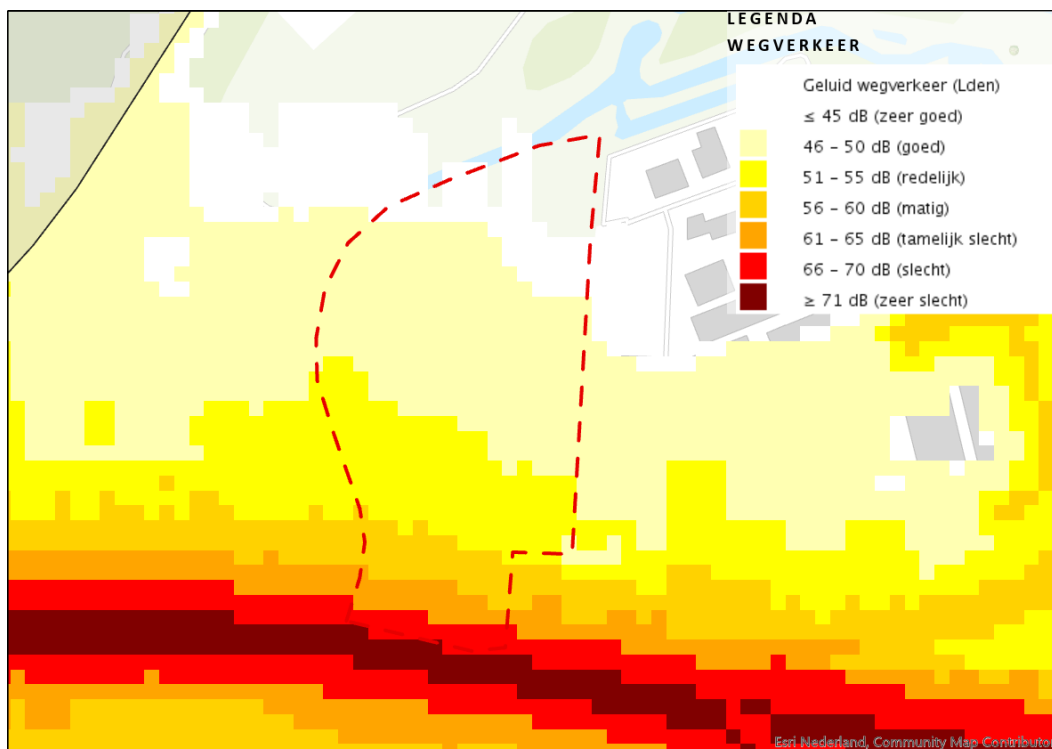 LEGENDA
WEGVERKEER
Geluid wegverkeer (Lden)
≤ 45 dB (zeer goed)
46 – 50 dB (goed)
51 – 55 dB (redelijk)
56 – 60 dB (matig)
61 – 65 dB (tamelijk slecht)
66 – 70 dB (slecht)
≥ 71 dB (zeer slecht)
Esri Nederland, Community Map Contributor